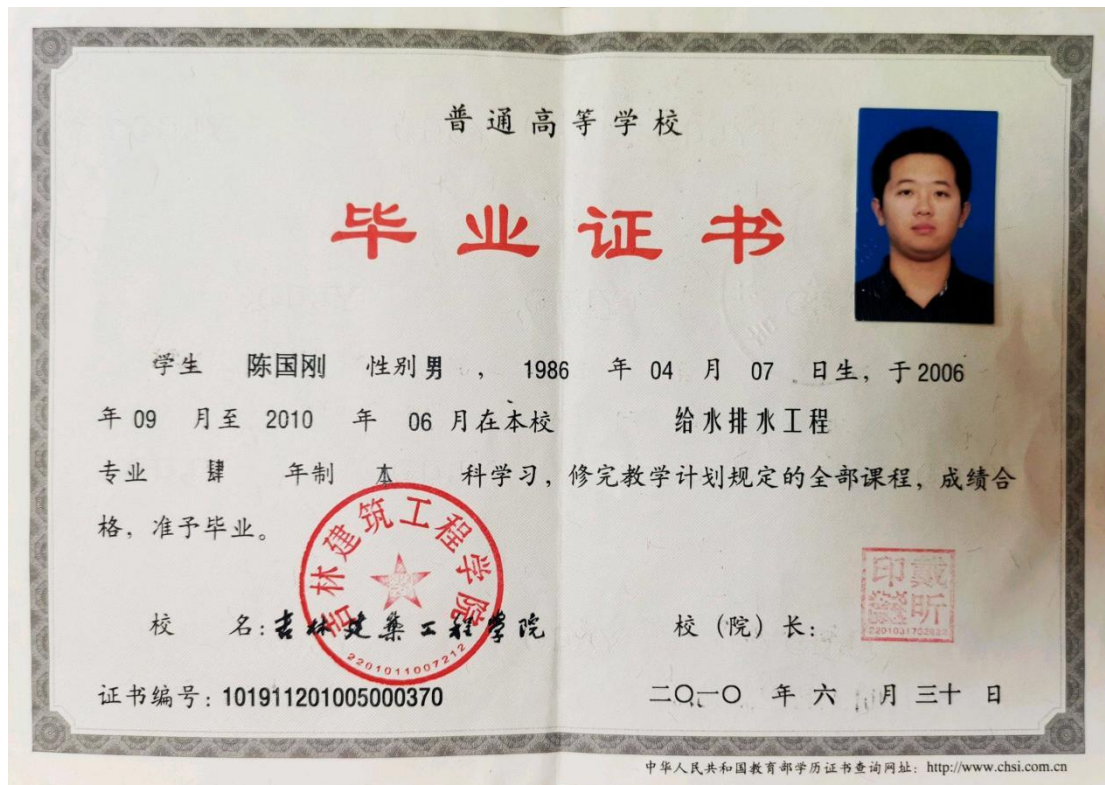 普通高等学校
毕业证书
学生 陈国刚 性别 男 , 1986 年 04 月 07 日生, 于 2006
年 09 月至 2010 年 06 月在本校 给水排水工程
专业 肆 年制 本 科学习, 修完教学计划规定的全部课程, 成绩合
格, 准予毕业。
吉林建筑工程学院
2201011007212
校 名: 吉林建築工程學院
校 (院) 长:
戴昕
印
证书编号: 101911201005000370
二〇一〇 年 六 月 三十 日
中华人民共和国教育部学历证书查询网址: http://www.chsi.com.cn